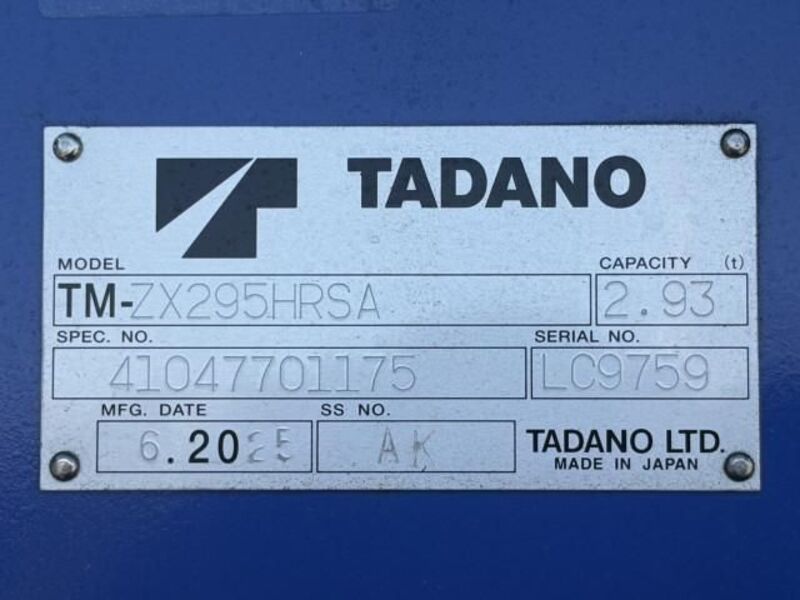 TADANO
MODEL
CAPACITY (t)
TM-ZX295HRSA
2.93
SPEC. NO.
SERIAL NO.
41047701175
LC9759
MFG. DATE
SS NO.
6.2025
AK
TADANO LTD.
MADE IN JAPAN